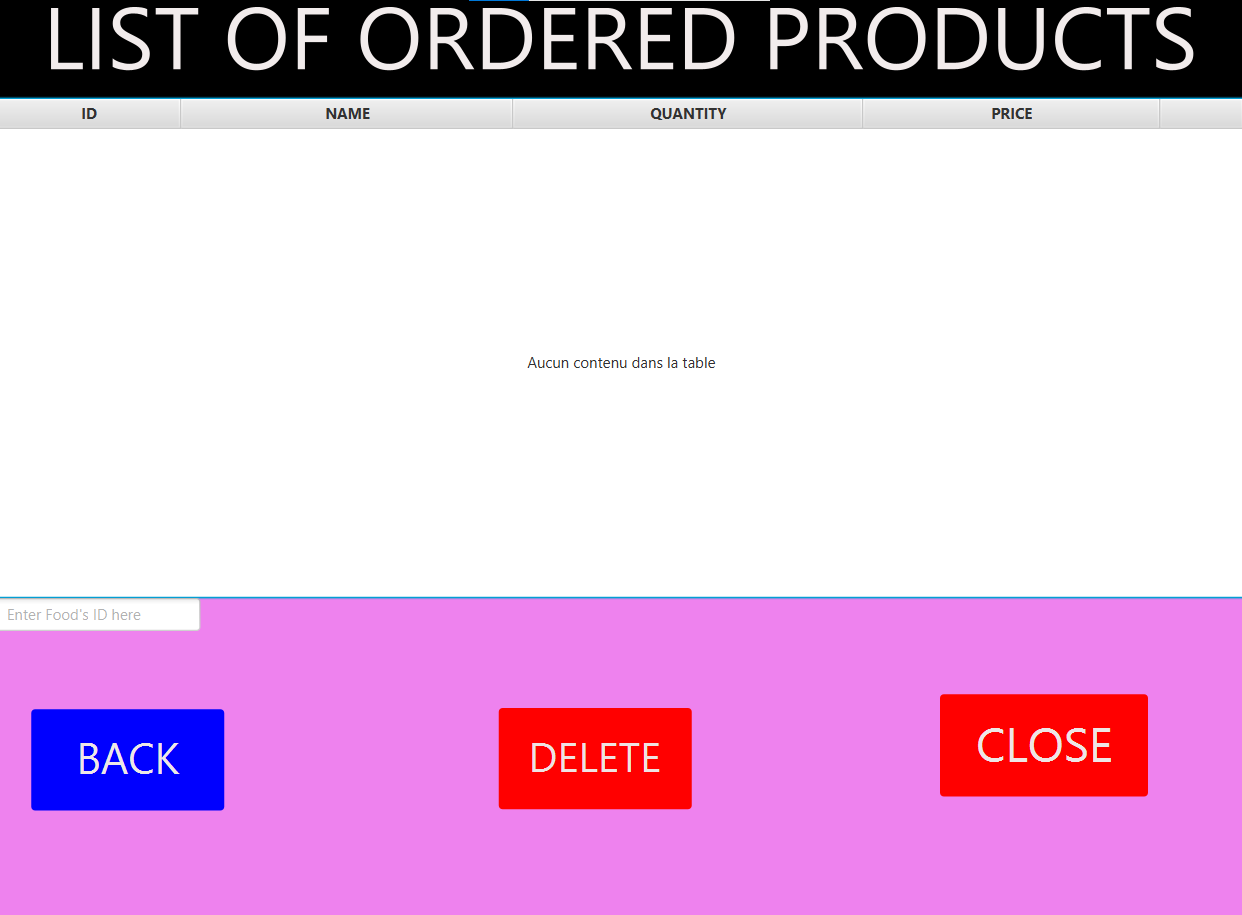 LIST OF ORDERED PRODUCTS
ID NAME QUANTITY PRICE
Aucun contenu dans la table
Enter Food's ID here
BACK DELETE CLOSE